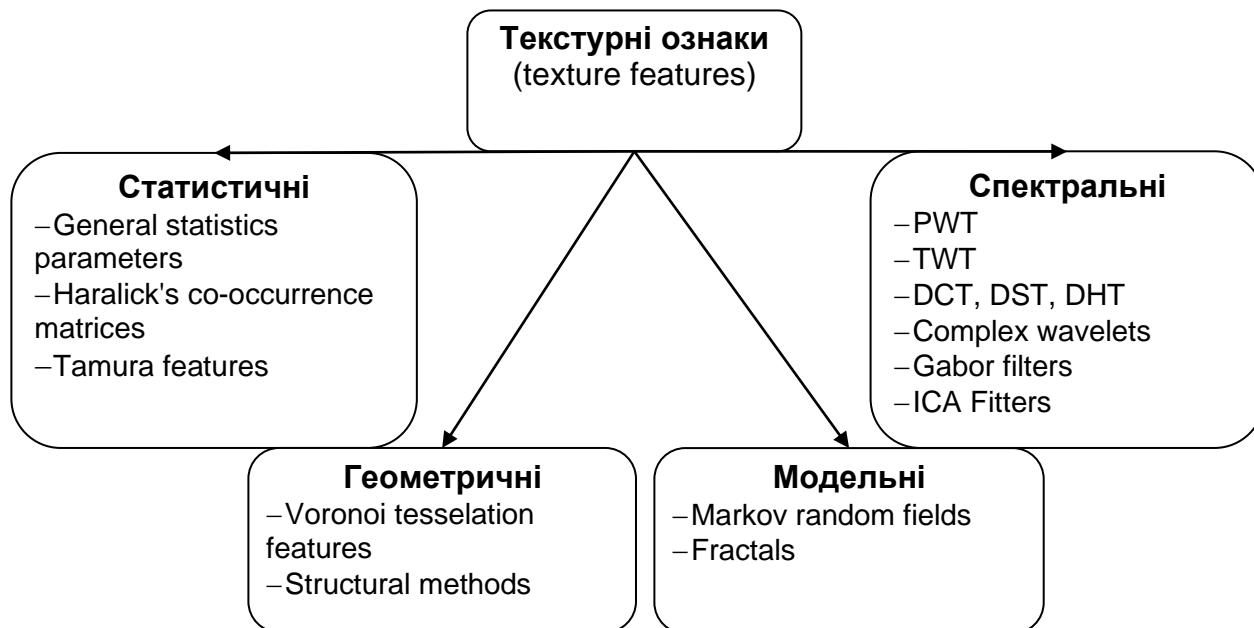 Текстурні ознаки
(texture features)
Статистичні
–General statistics
parameters
–Haralick's co-occurrence
matrices
–Tamura features
Спектральні
–PWT
–TWT
–DCT, DST, DHT
–Complex wavelets
–Gabor filters
–ICA Fitters
Геометричні
–Voronoi tesselation
features
–Structural methods
Модельні
–Markov random fields
–Fractals